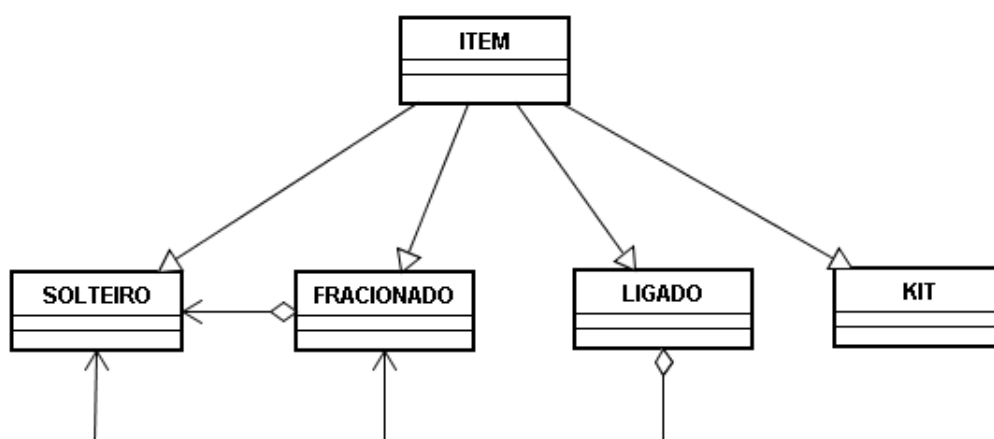 ITEM
SOLTEIRO
FRACIONADO
LIGADO
KIT